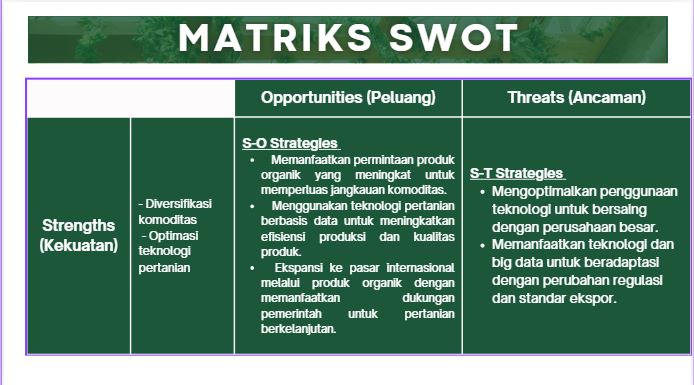 MATRIKS SWOT
Opportunities (Peluang)
Threats (Ancaman)
Strengths
(Kekuatan)
- Diversifikasi
komoditas
- Optimasi
teknologi
pertanian
S-O Strategies
• Memanfaatkan permintaan produk
organik yang meningkat untuk
memperluas jangkauan komoditas.
• Menggunakan teknologi pertanian
berbasis data untuk meningkatkan
efisiensi produksi dan kualitas
produk.
• Ekspansi ke pasar internasional
melalui produk organik dengan
memanfaatkan dukungan
pemerintah untuk pertanian
berkelanjutan.
S-T Strategies
• Mengoptimalkan penggunaan
teknologi untuk bersaing
dengan perusahaan besar.
• Memanfaatkan teknologi dan
big data untuk beradaptasi
dengan perubahan regulasi
dan standar ekspor.